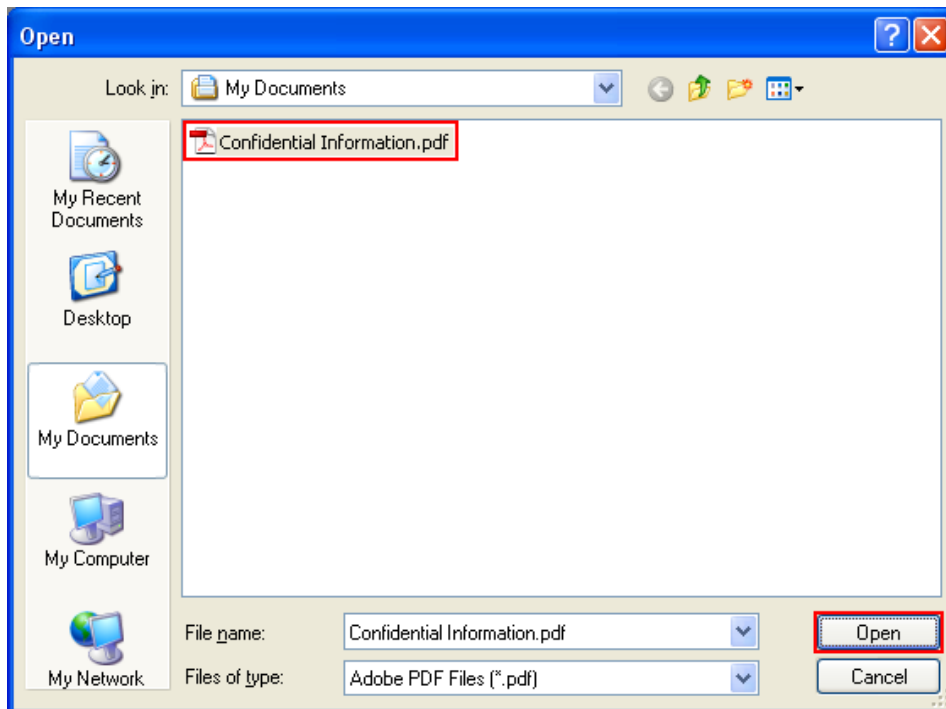 Open
Look in: My Documents
Confidential Information.pdf
My Recent
Documents
Desktop
My Documents
My Computer
My Network
File name: Confidential Information.pdf Open
Files of type: Adobe PDF Files (*.pdf) Cancel